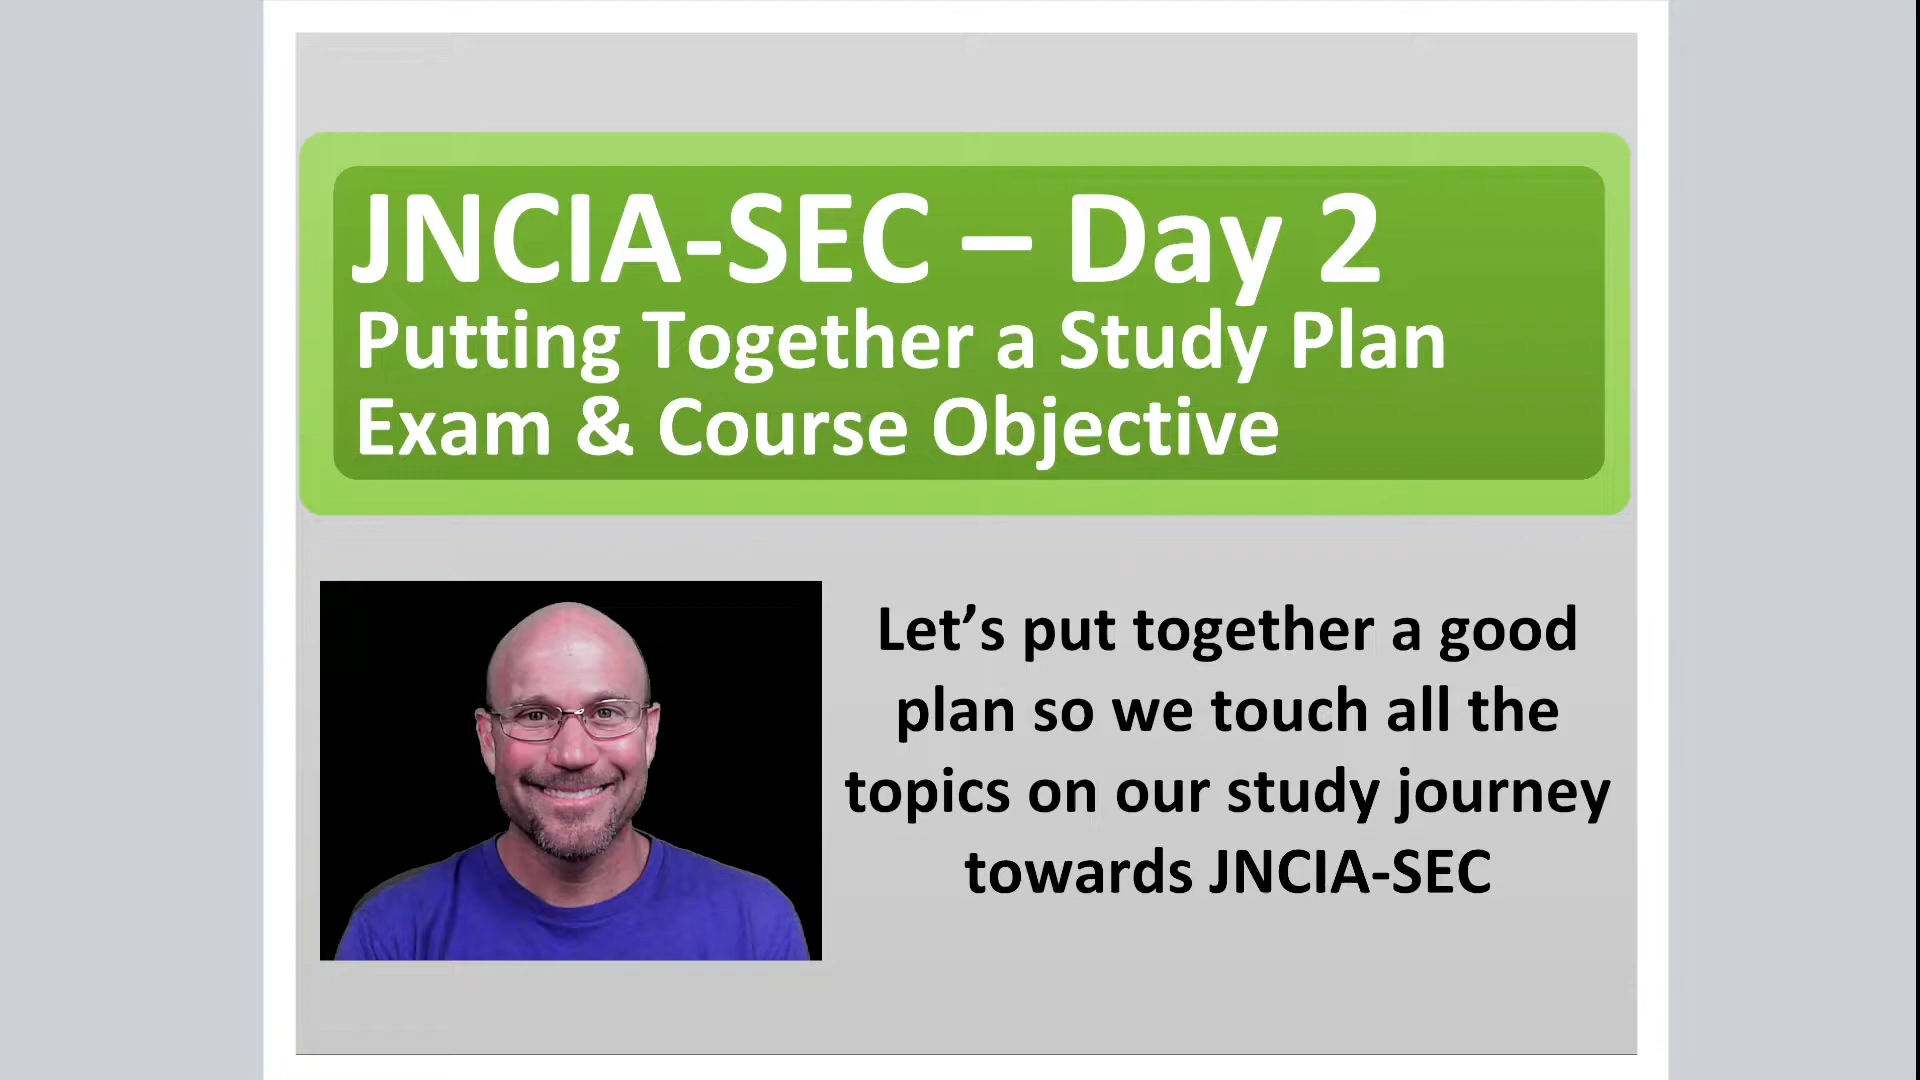 JNCIA-SEC – Day 2
Putting Together a Study Plan
Exam & Course Objective
Let’s put together a good
plan so we touch all the
topics on our study journey
towards JNCIA-SEC